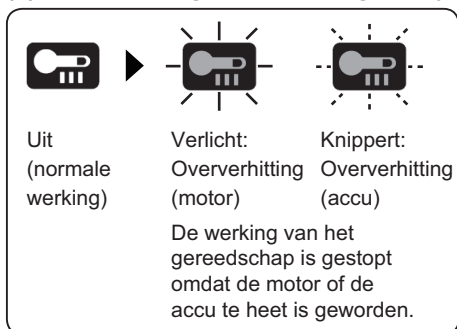 Uit
(normale
werking)
Verlicht:
Oververhitting
(motor)
Knippert:
Oververhitting
(accu)
De werking van het
gereedschap is gestopt
omdat de motor of de
accu te heet is geworden.